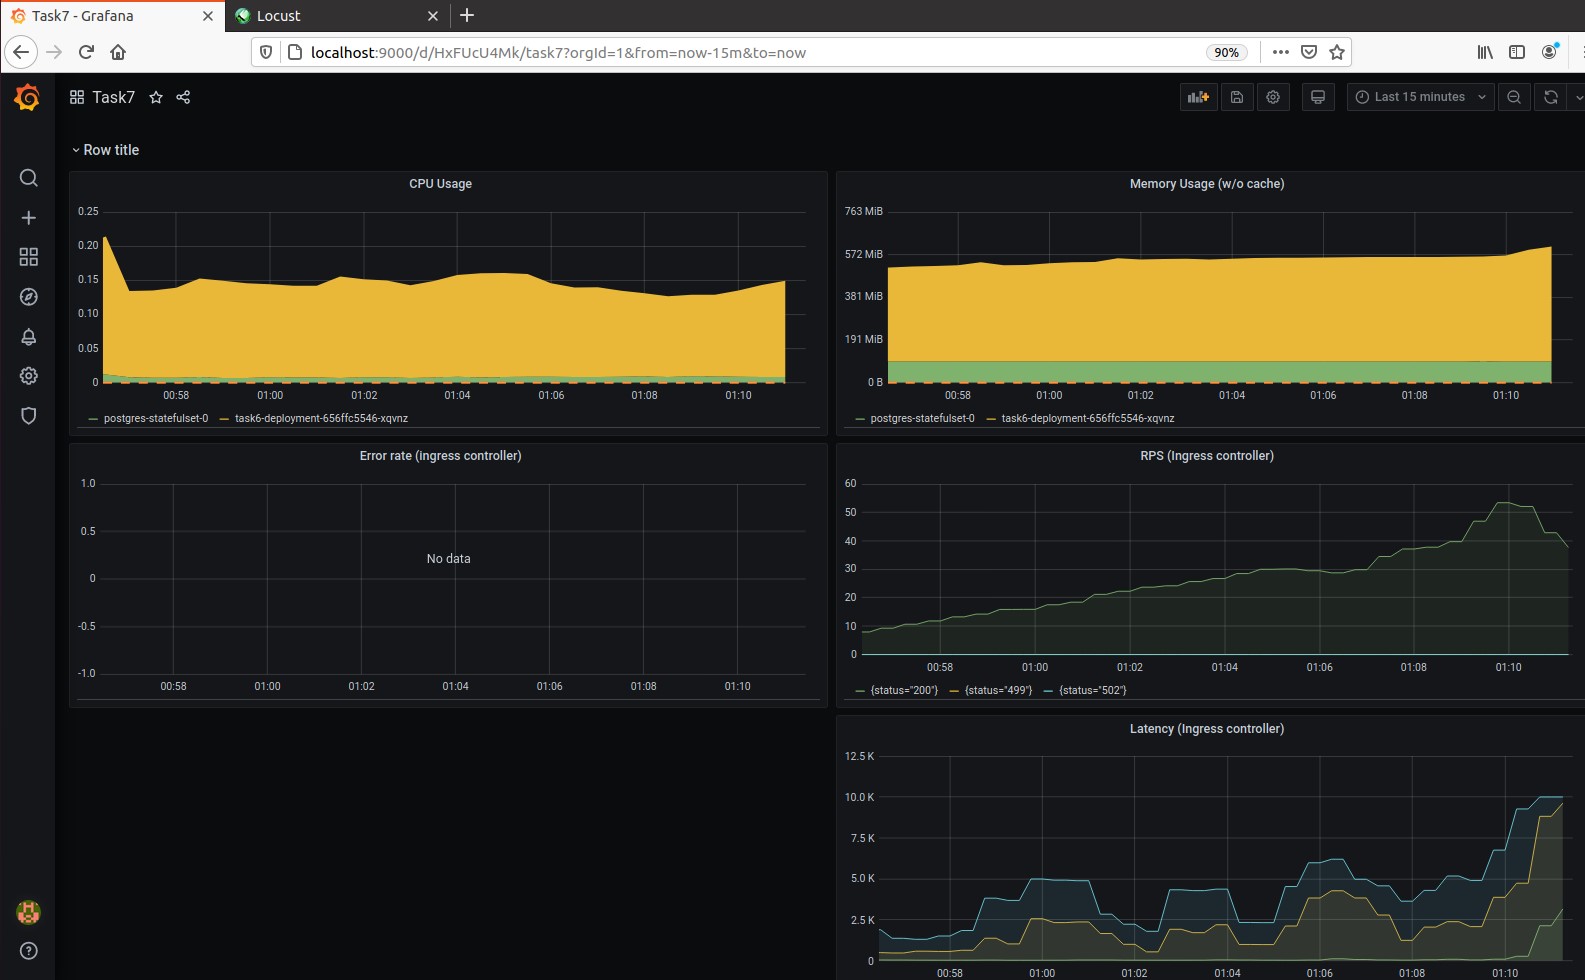 Task7 - Grafana
Locust
localhost:9000/d/HxFUcU4Mk/task7?orgId=1&from=now-15m&to=now
90%
Task7
Last 15 minutes
Row title
CPU Usage
0.25
0.20
0.15
0.10
0.05
0
00:58 01:00 01:02 01:04 01:06 01:08 01:10
postgres-statefulset-0 task6-deployment-656ffc5546-xqvnz
Memory Usage (w/o cache)
763 MiB
572 MiB
381 MiB
191 MiB
0 B
00:58 01:00 01:02 01:04 01:06 01:08 01:10
postgres-statefulset-0 task6-deployment-656ffc5546-xqvnz
Error rate (ingress controller)
1.0
0.5
0
-0.5
-1.0
No data
00:58 01:00 01:02 01:04 01:06 01:08 01:10
RPS (Ingress controller)
60
50
40
30
20
10
0
00:58 01:00 01:02 01:04 01:06 01:08 01:10
{status="200"} {status="499"} {status="502"}
Latency (Ingress controller)
12.5 K
10.0 K
7.5 K
5.0 K
2.5 K
0
00:58 01:00 01:02 01:04 01:06 01:08 01:10